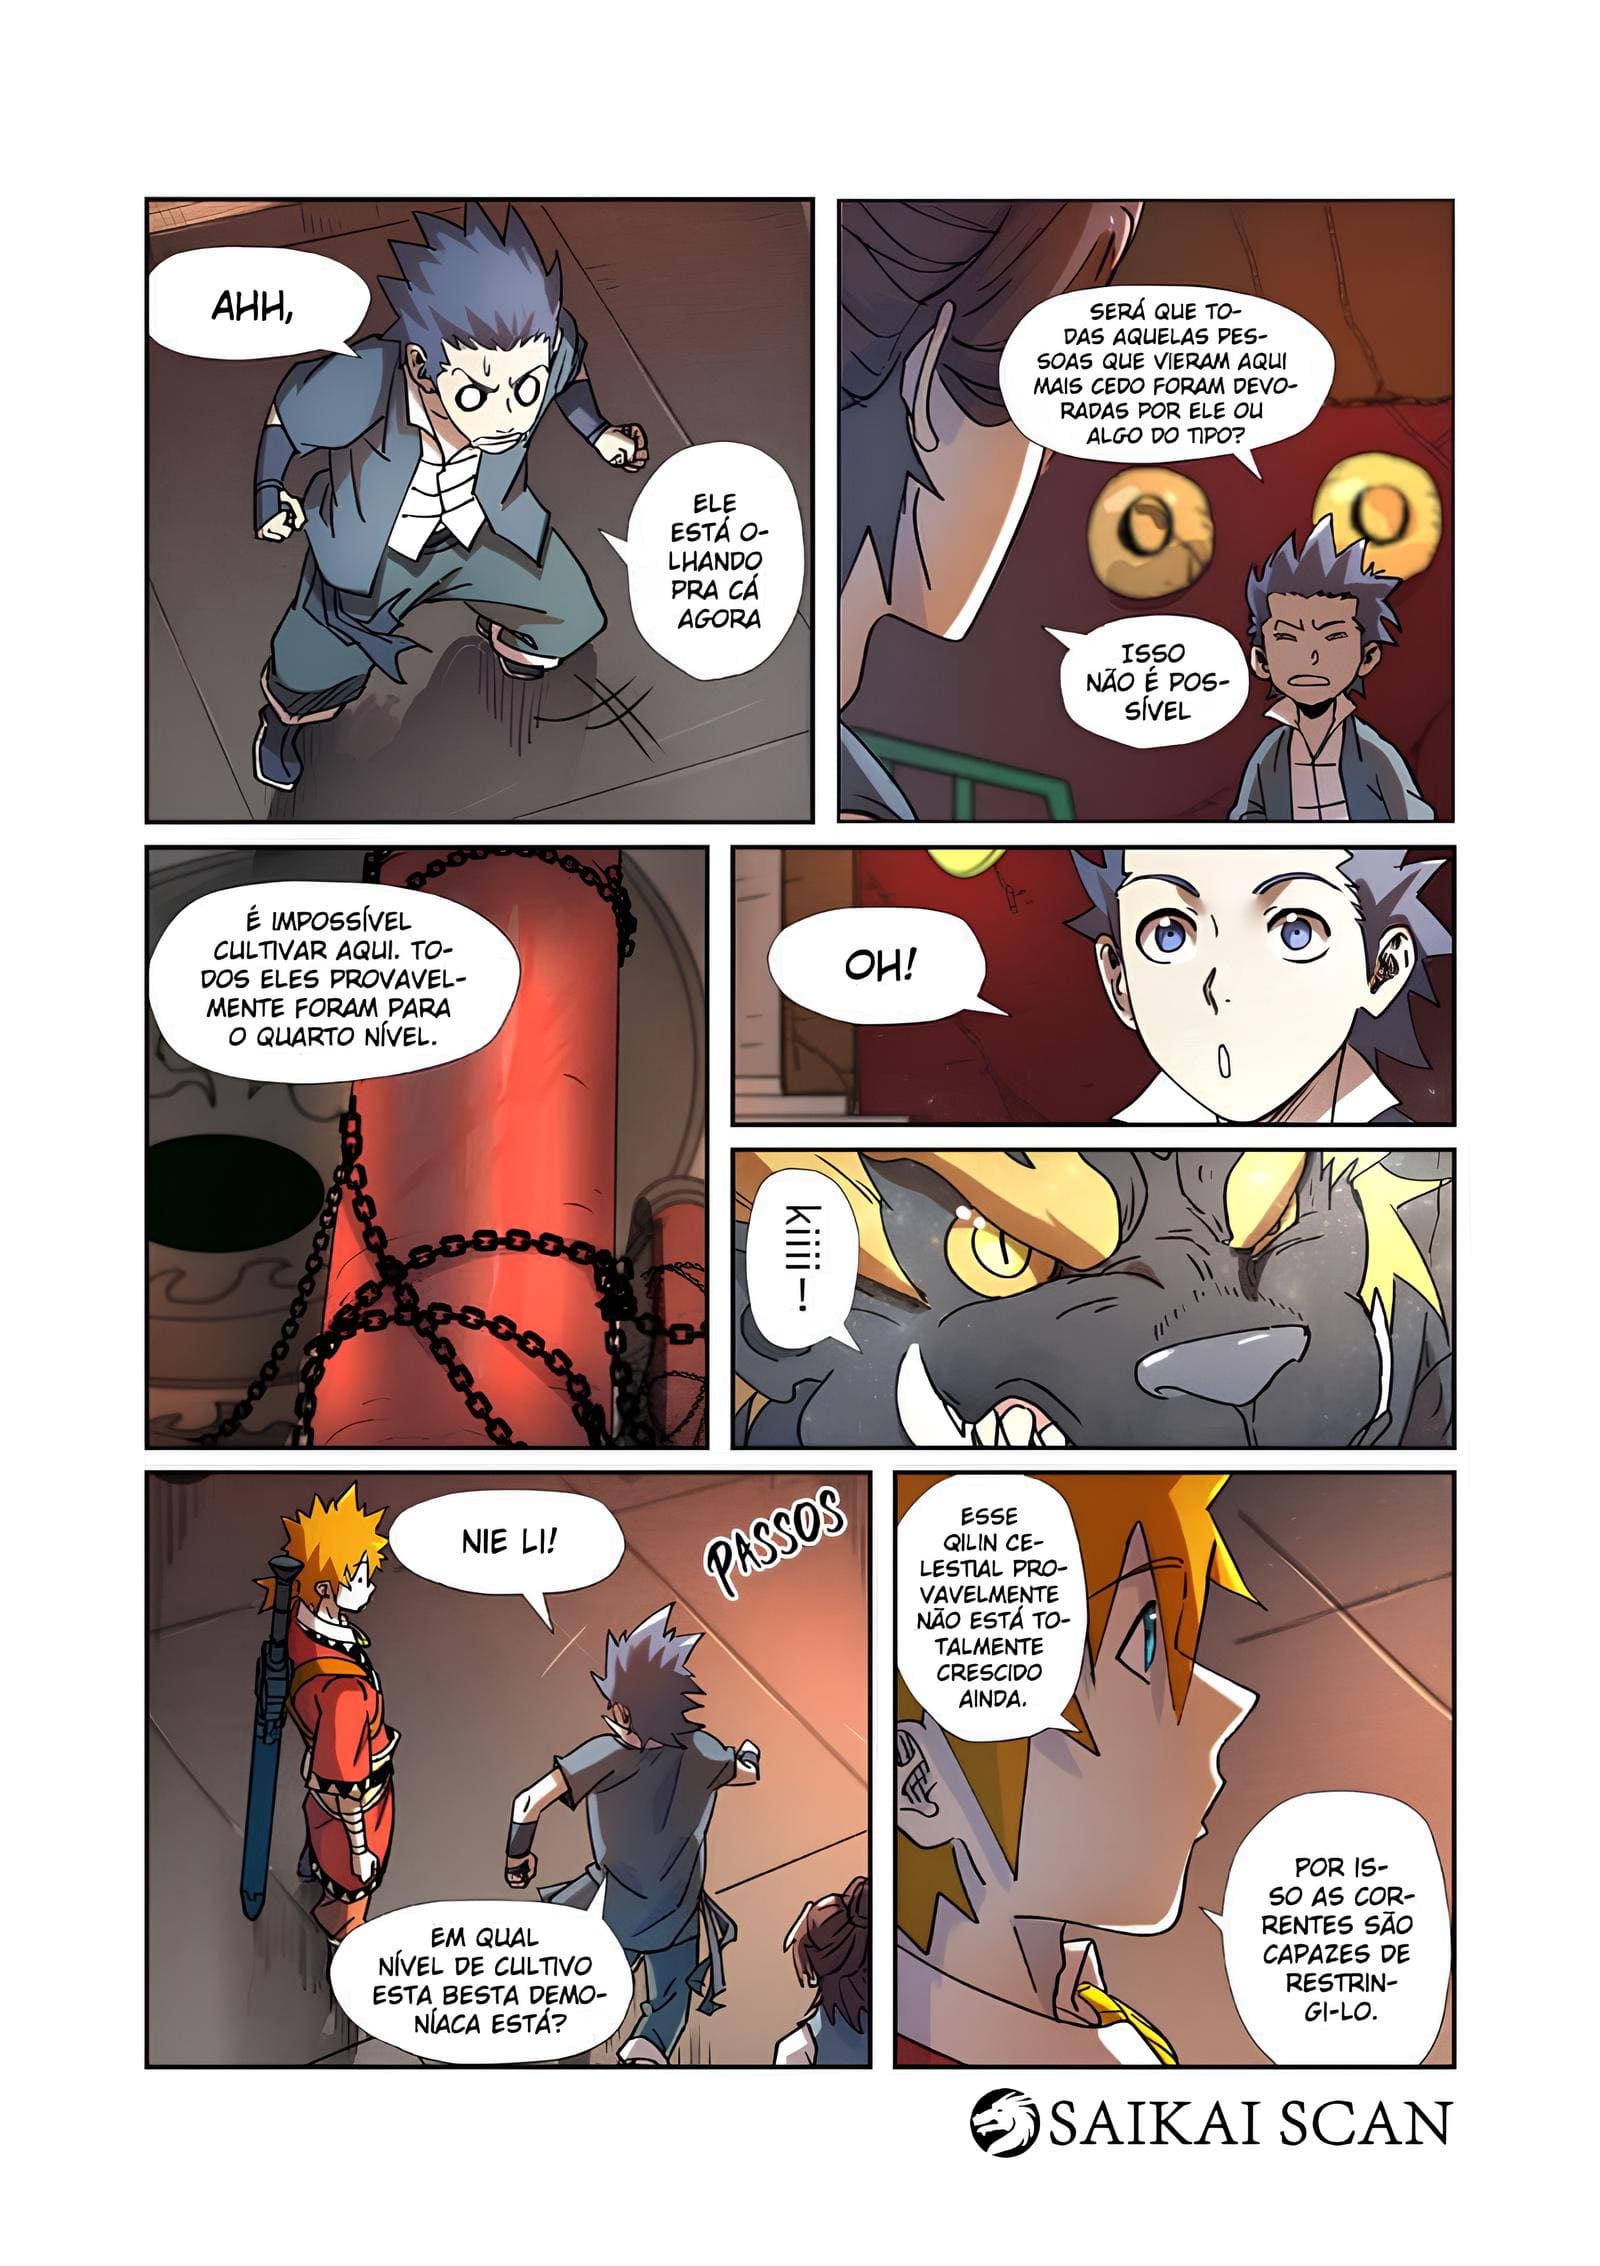 AHH,
ELE
ESTÁ O-
LHANDO
PRA CÁ
AGORA
SERÁ QUE TO-
DAS AQUELAS PES-
SOAS QUE VIERAM AQUI
MAIS CEDO FORAM DEVO-
RADAS POR ELE OU
ALGO DO TIPO?
ISSO
NÃO É POS-
SÍVEL
É IMPOSSÍVEL
CULTIVAR AQUI. TO-
DOS ELES PROVAVEL-
MENTE FORAM PARA
O QUARTO NÍVEL.
OH!
kiiii-!
NIE LI!
PASSOS
EM QUAL
NÍVEL DE CULTIVO
ESTA BESTA DEMO-
NÍACA ESTÁ?
ESSE
QILIN CE-
LESTIAL PRO-
VAVELMENTE
NÃO ESTÁ TO-
TALMENTE
CRESCIDO
AINDA.
POR IS-
SO AS COR-
RENTES SÃO
CAPAZES DE
RESTRIN-
GI-LO.
SAIKAI SCAN